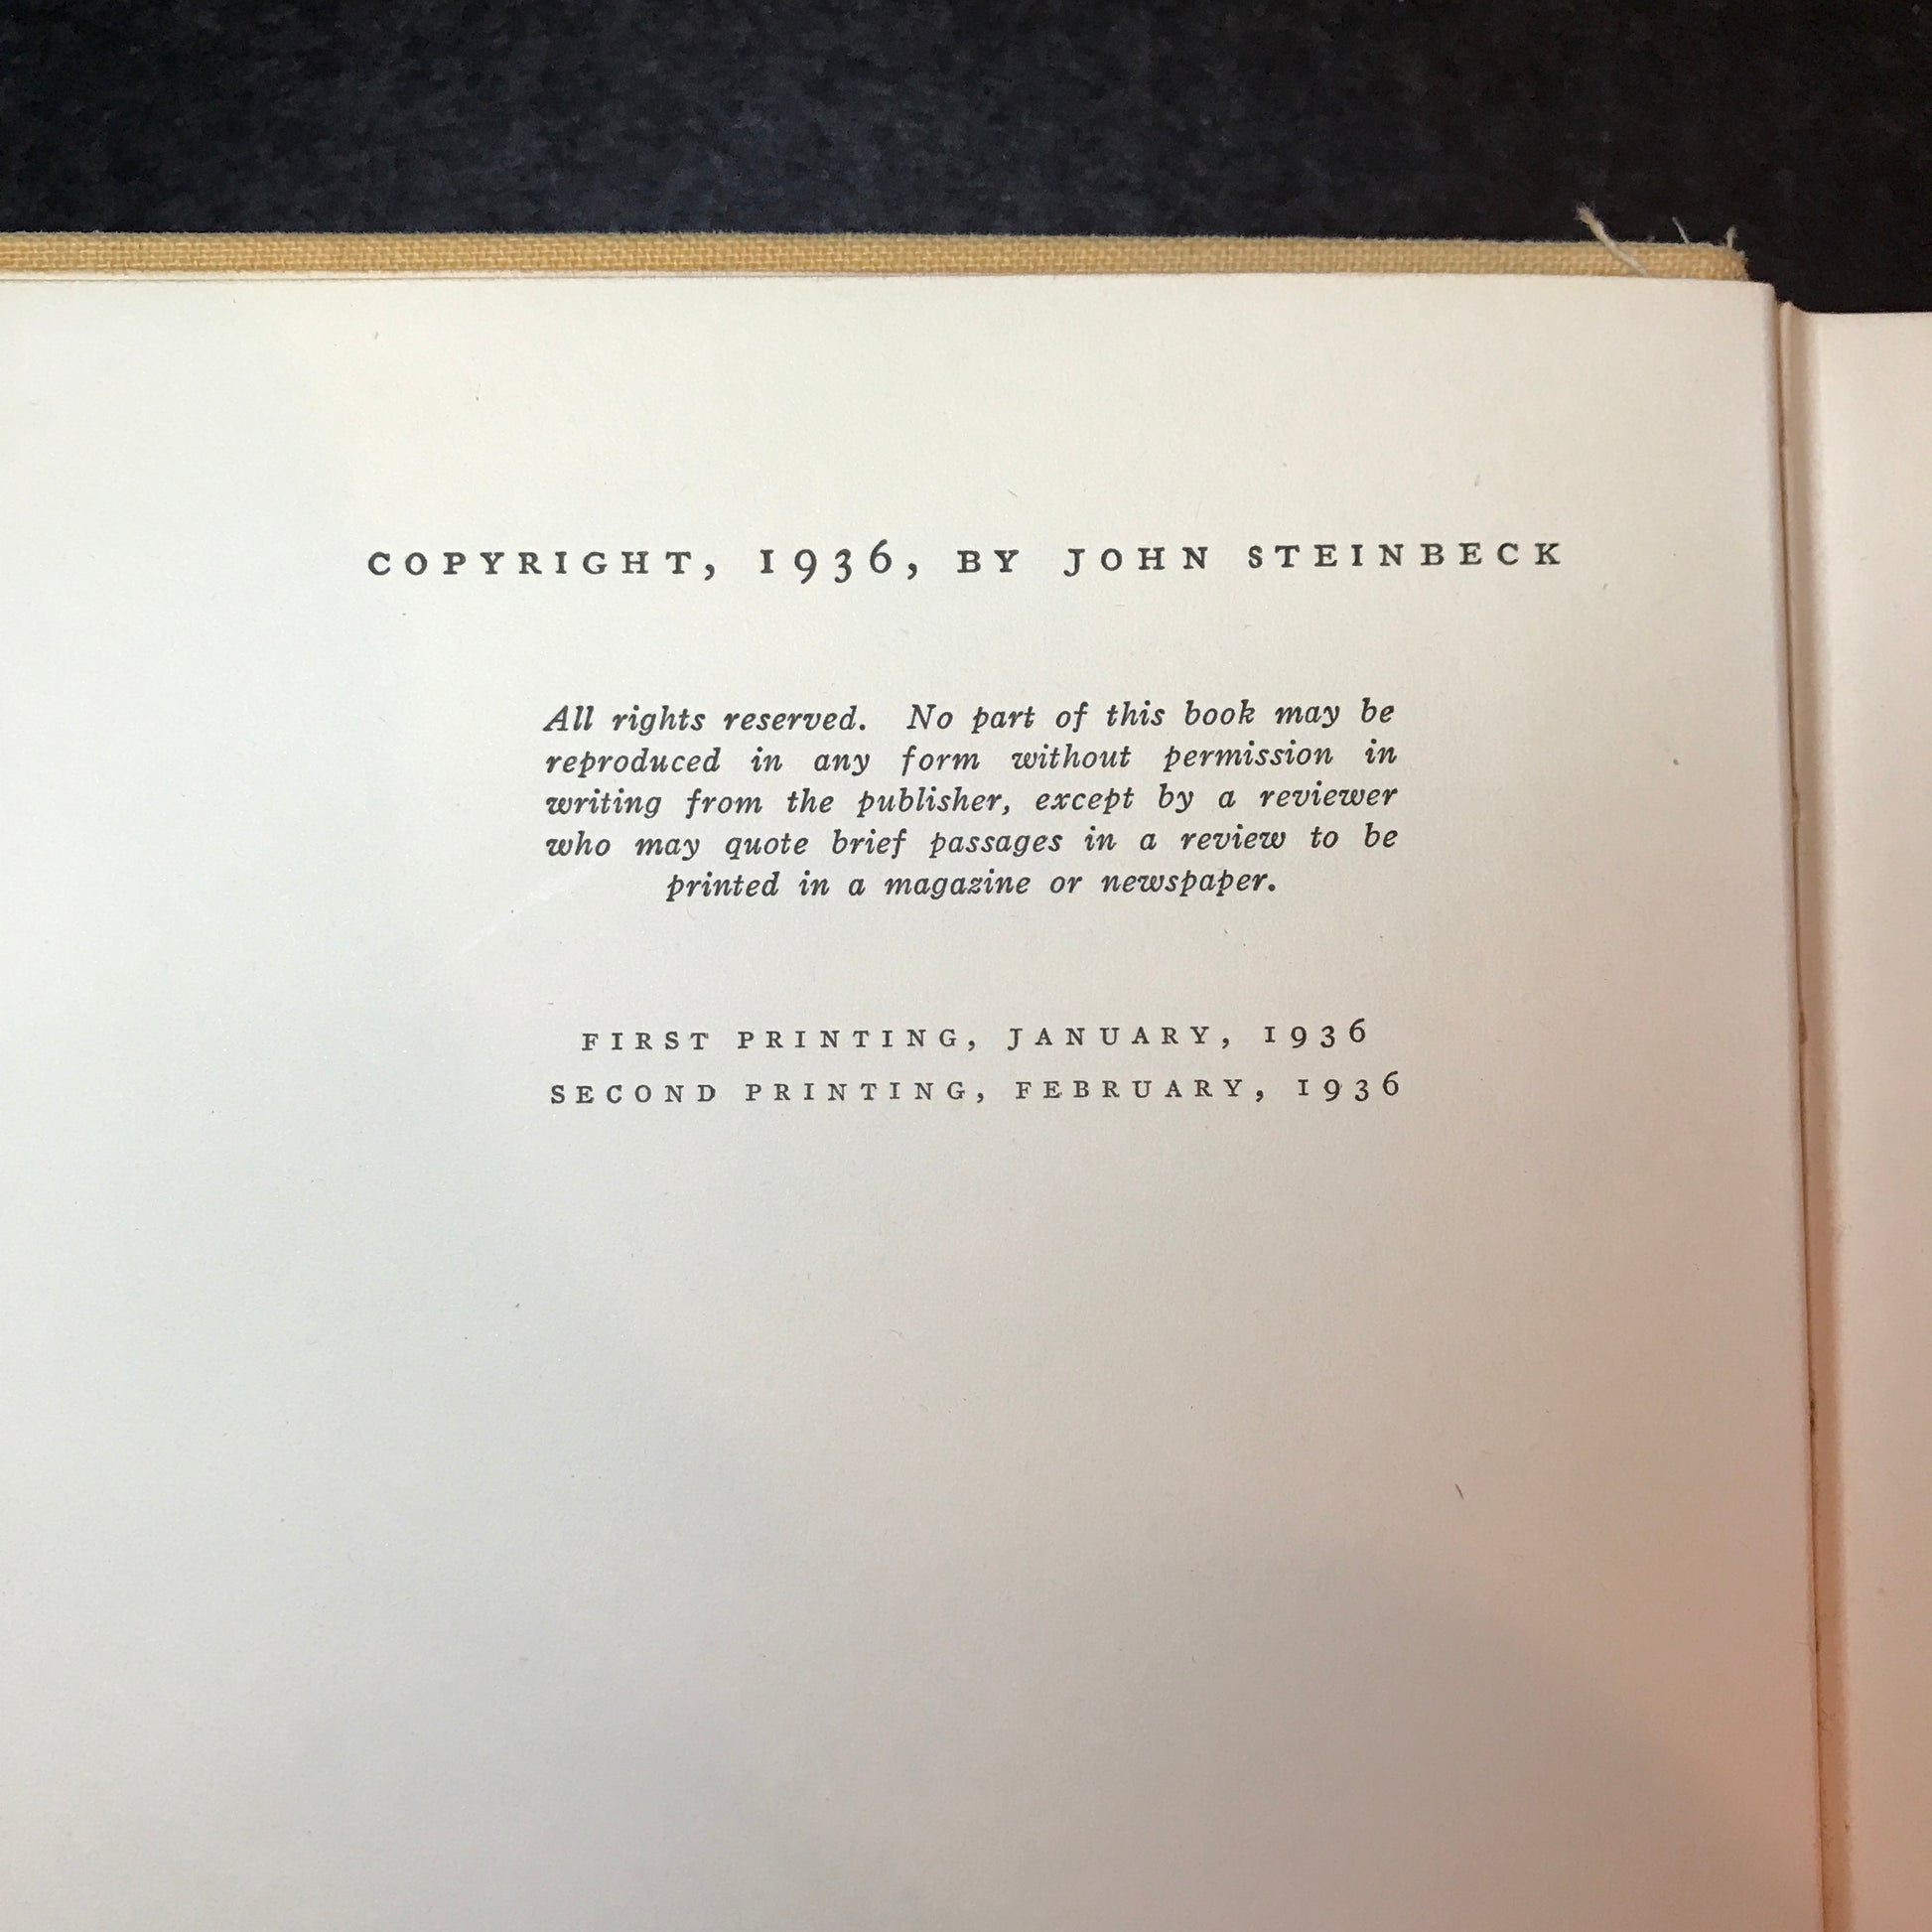 COPYRIGHT, 1936, BY JOHN STEINBECK
All rights reserved. No part of this book may be
reproduced in any form without permission in
writing from the publisher, except by a reviewer
who may quote brief passages in a review to be
printed in a magazine or newspaper.
FIRST PRINTING, JANUARY, 1936
SECOND PRINTING, FEBRUARY, 1936